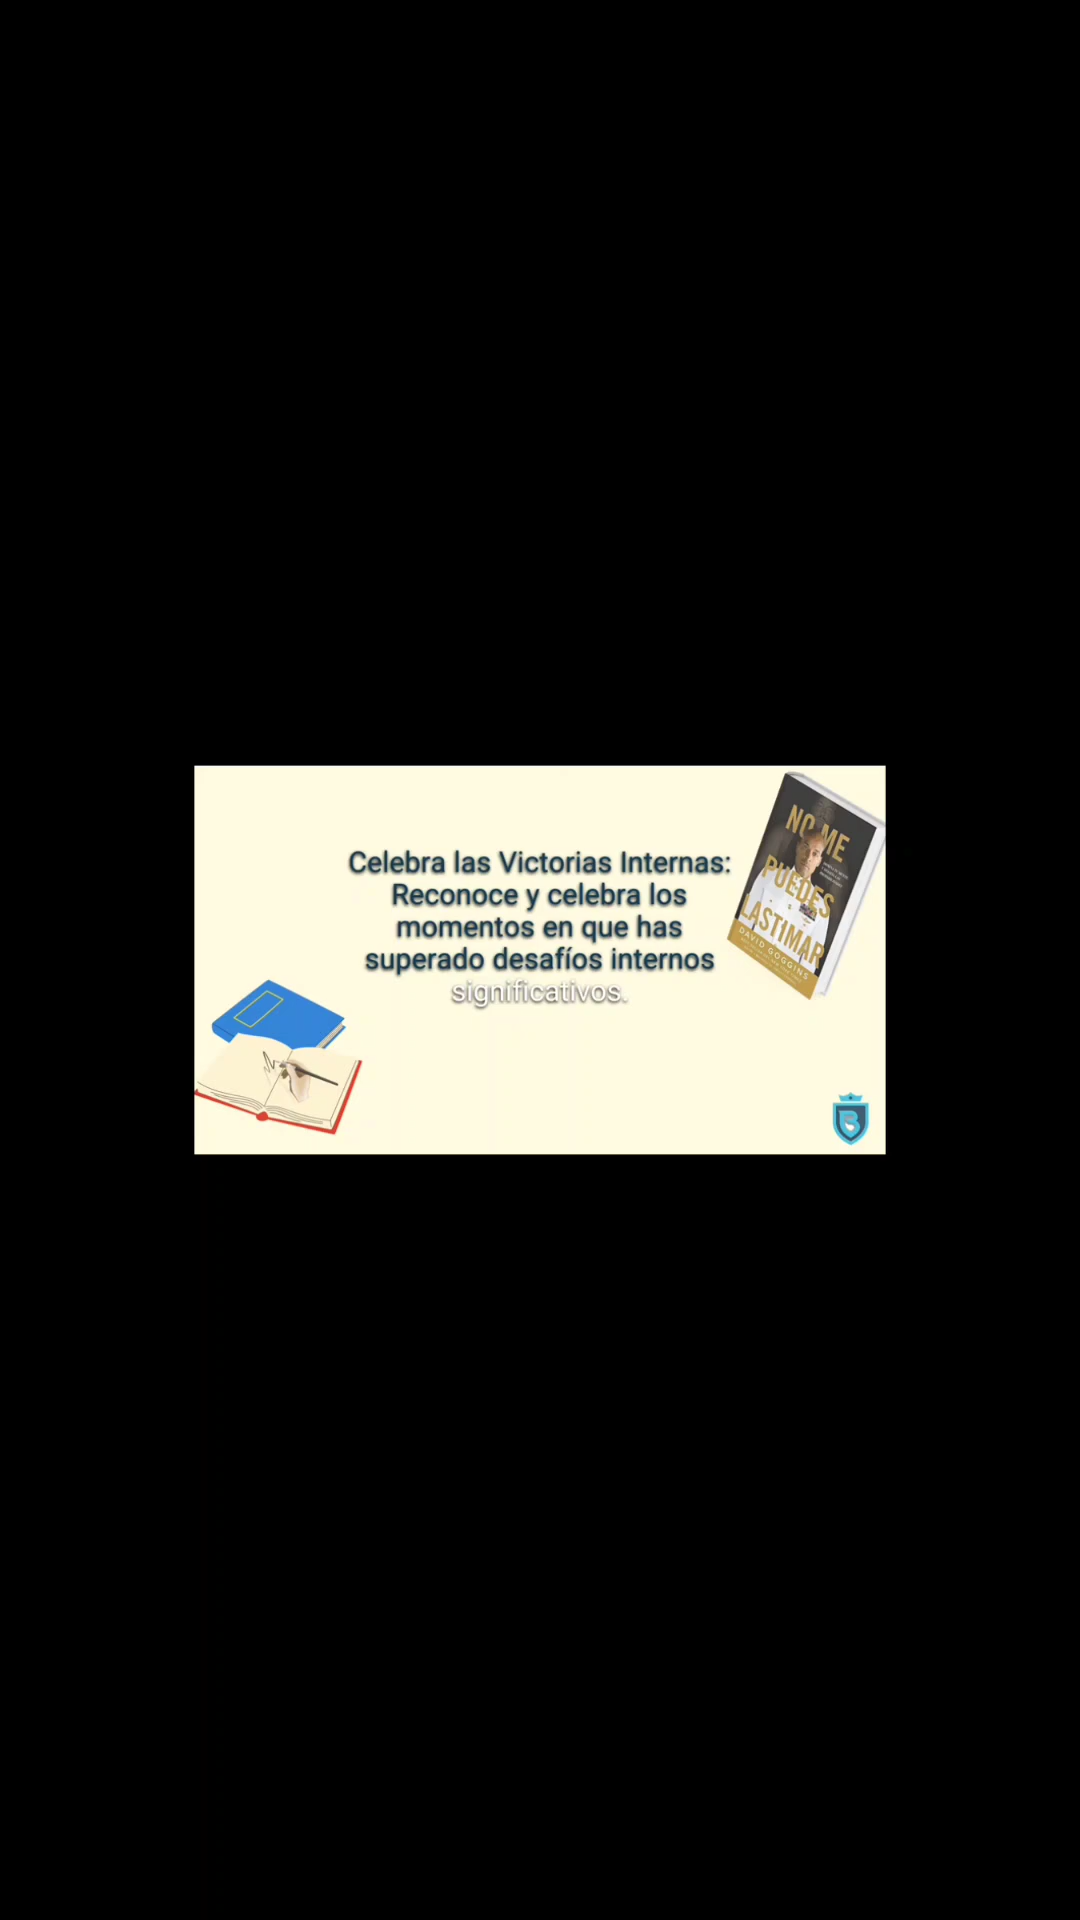 Celebra las Victorias Internas:
Reconoce y celebra los
momentos en que has
superado desafíos internos
significativos.
NO ME
PUEDES
LASTIMAR
DAVID GOGGINS